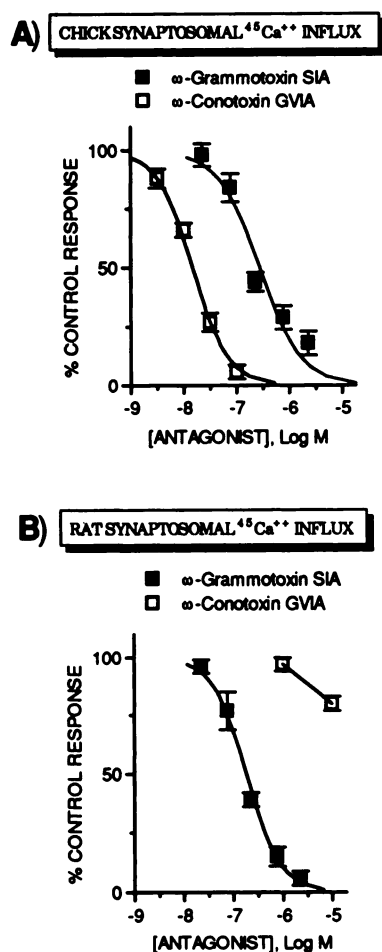 A) CHICK SYNAPTOSOMAL ⁴⁵Ca⁺⁺ INFLUX
ω-Grammotoxin SIA
ω-Conotoxin GVIA
% CONTROL RESPONSE
100
50
0
-9 -8 -7 -6 -5
[ANTAGONIST], Log M
B) RAT SYNAPTOSOMAL ⁴⁵Ca⁺⁺ INFLUX
ω-Grammotoxin SIA
ω-Conotoxin GVIA
% CONTROL RESPONSE
100
50
0
-9 -8 -7 -6 -5
[ANTAGONIST], Log M